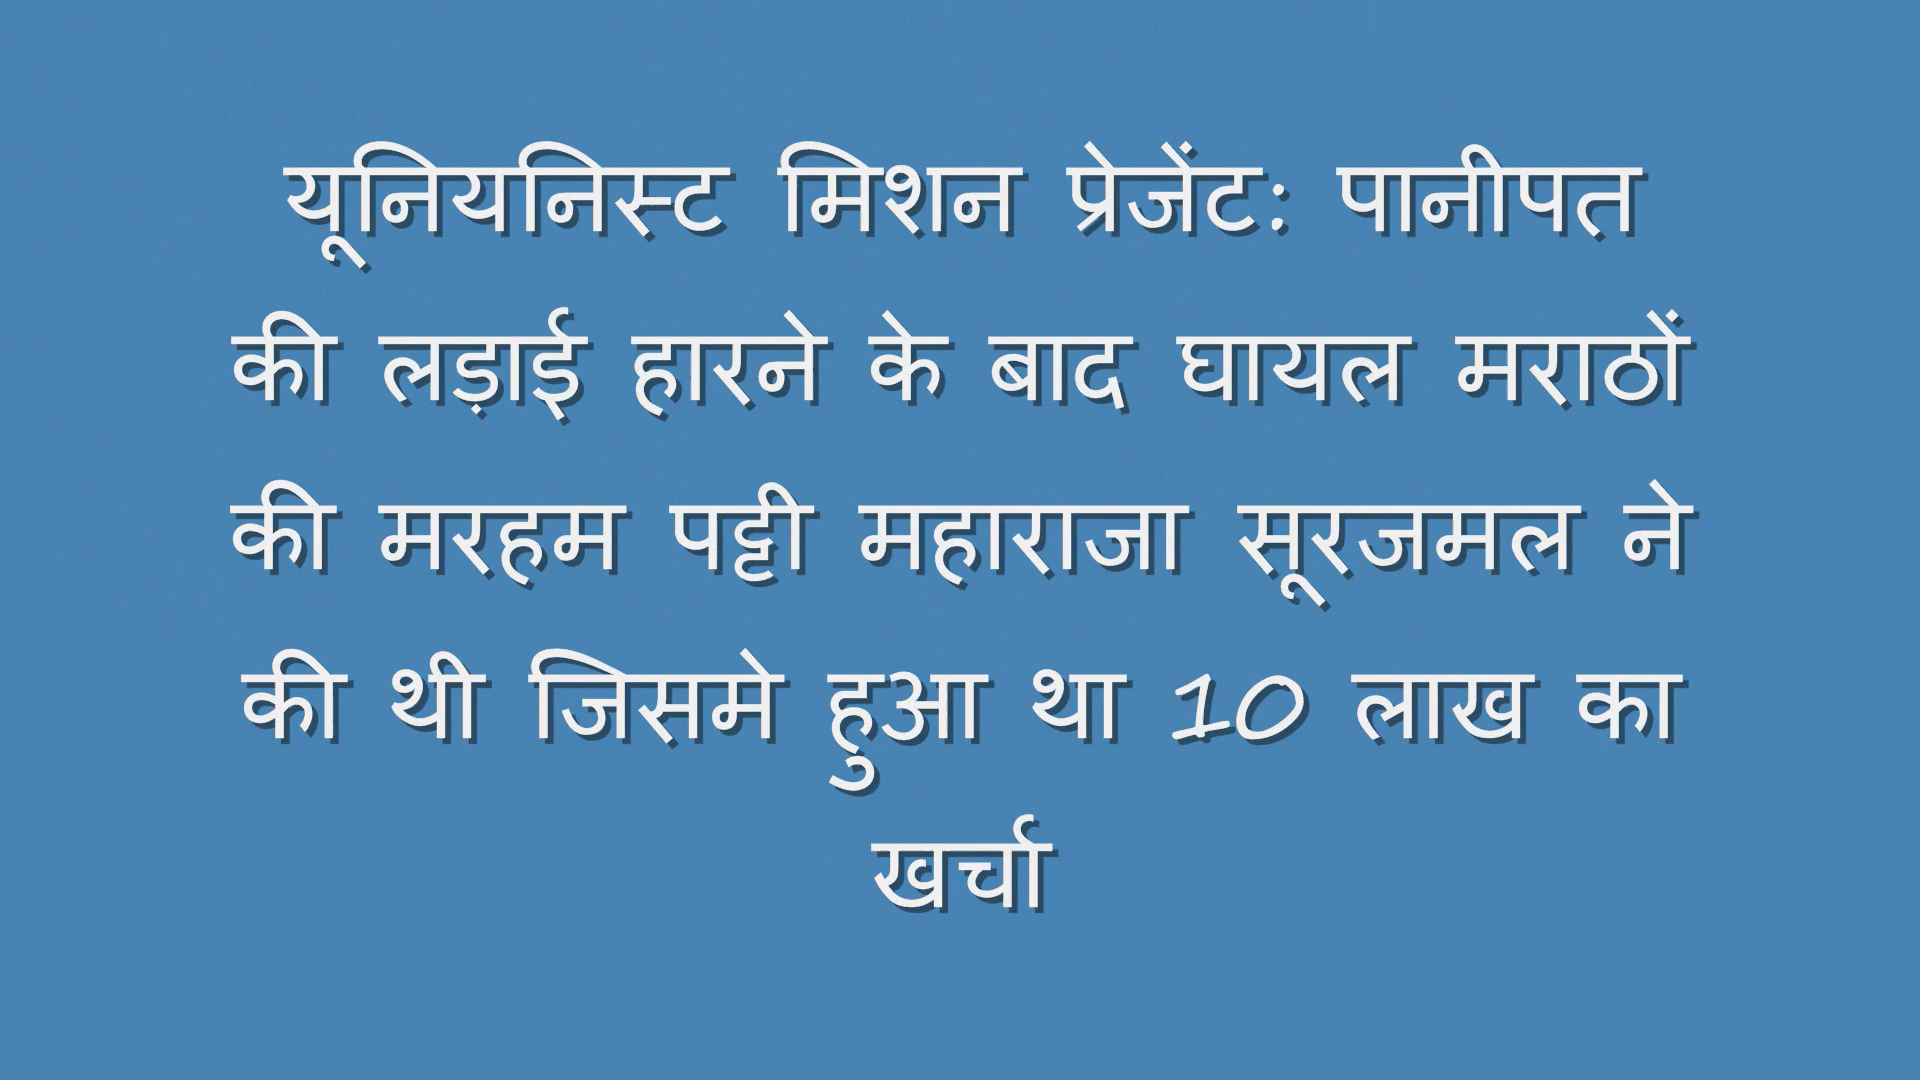 यूनियनिस्ट मिशन प्रेजेंट: पानीपत
की लड़ाई हारने के बाद घायल मराठों
की मरहम पट्टी महाराजा सूरजमल ने
की थी जिसमे हुआ था 10 लाख का
खर्चा